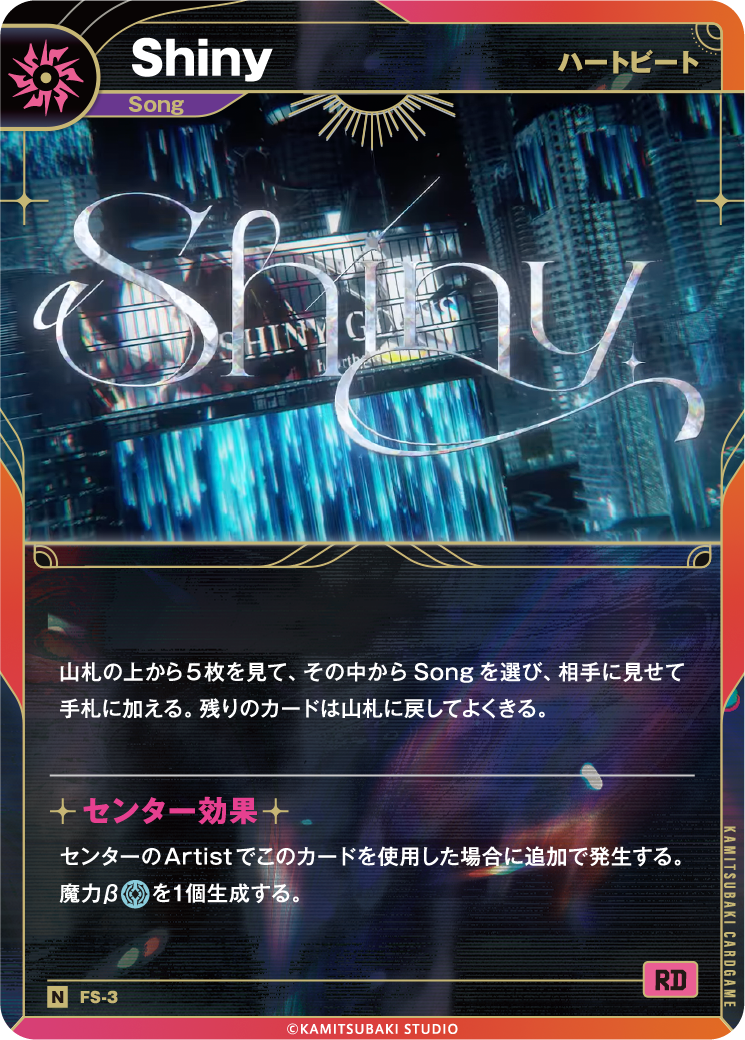 Shiny
ハートビート
Song
a Shiny
SHINY G
山札の上から5枚を見て、その中からSongを選び、相手に見せて
手札に加える。残りのカードは山札に戻してよくきる。
センター効果
センターのArtistでこのカードを使用した場合に追加で発生する。
魔力βを1個生成する。
KAMITSUBAKI CARDGAME
N FS-3
RD
©KAMITSUBAKI STUDIO